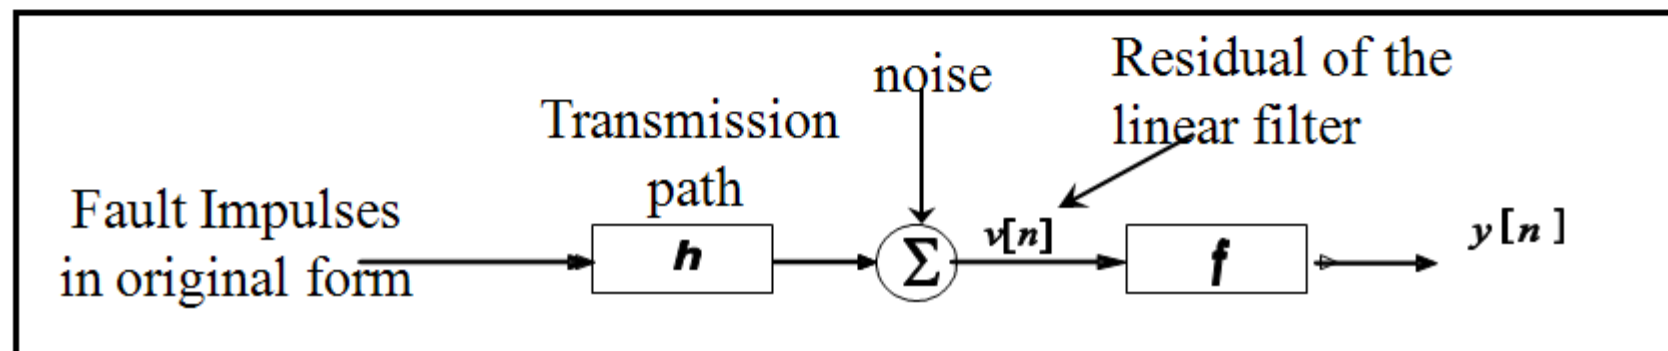 Fault Impulses
in original form
Transmission
path
h
noise
Σ
v[n]
Residual of the
linear filter
f
y[n ]